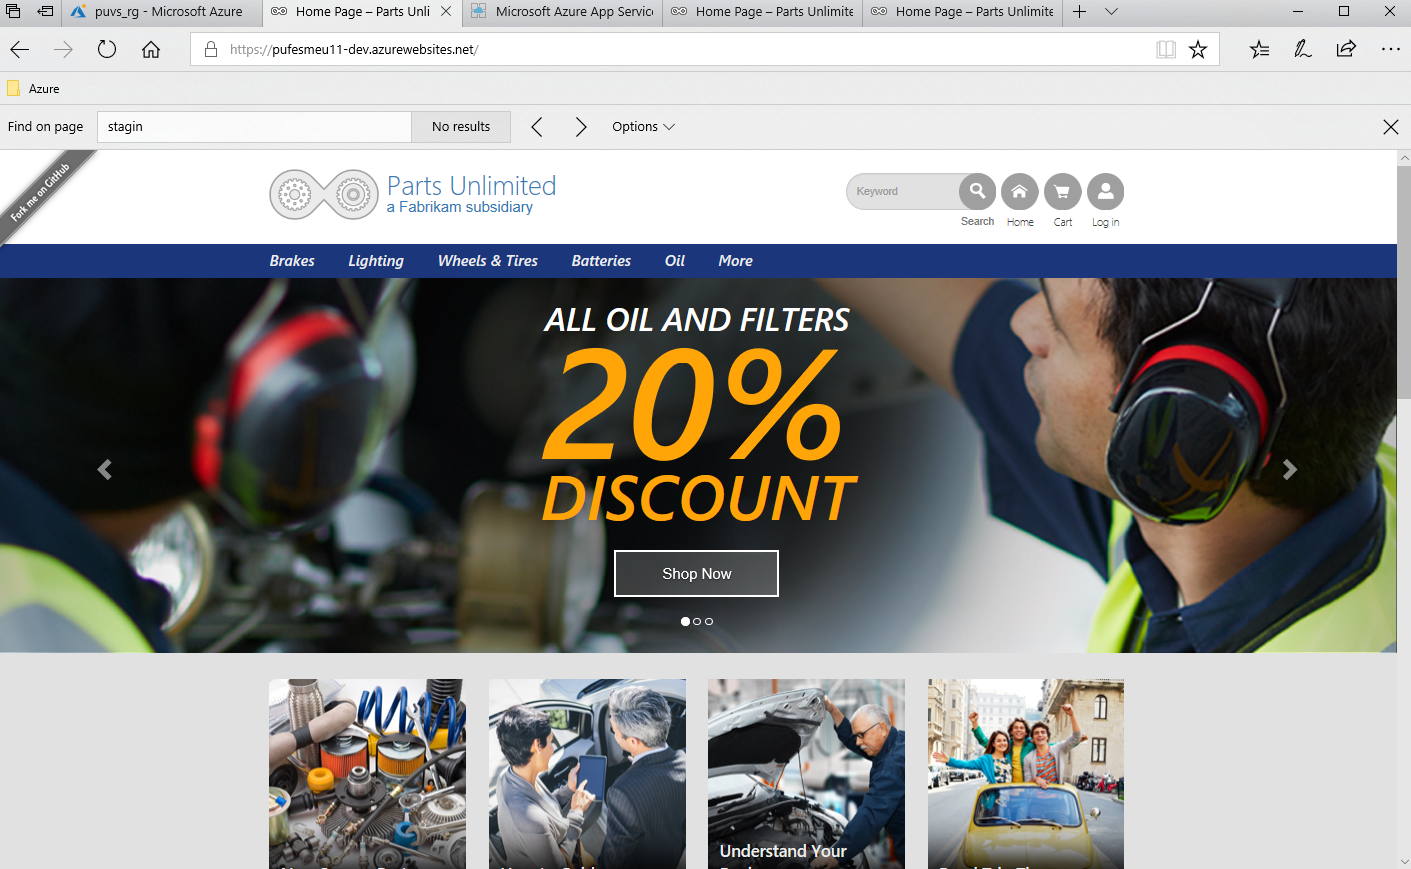 puvs_rg - Microsoft Azure
Home Page – Parts Unli
Microsoft Azure App Servic
Home Page – Parts Unlimite
Home Page – Parts Unlimite
https://pufesmeu11-dev.azurewebsites.net/
Azure
Find on page
stagin
No results
Options
Fork me on GitHub
Parts Unlimited
a Fabrikam subsidiary
Keyword
Search
Home
Cart
Log in
Brakes
Lighting
Wheels & Tires
Batteries
Oil
More
ALL OIL AND FILTERS
20%
DISCOUNT
Shop Now
Understand Your